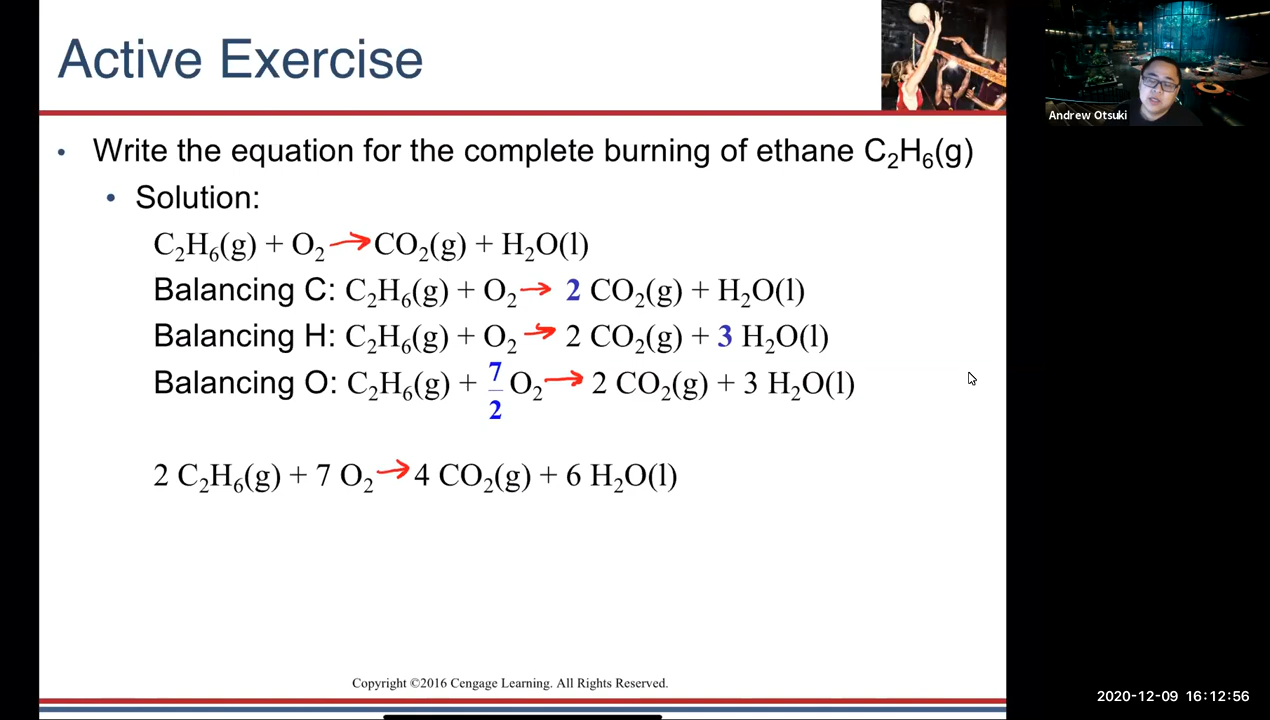 Active Exercise
Andrew Otsuki
• Write the equation for the complete burning of ethane C₂H₆(g)
• Solution:
C₂H₆(g) + O₂ → CO₂(g) + H₂O(l)
Balancing C: C₂H₆(g) + O₂ → 2 CO₂(g) + H₂O(l)
Balancing H: C₂H₆(g) + O₂ → 2 CO₂(g) + 3 H₂O(l)
Balancing O: C₂H₆(g) + 7/2 O₂ → 2 CO₂(g) + 3 H₂O(l)
2 C₂H₆(g) + 7 O₂ → 4 CO₂(g) + 6 H₂O(l)
Copyright ©2016 Cengage Learning. All Rights Reserved.
2020-12-09 16:12:56